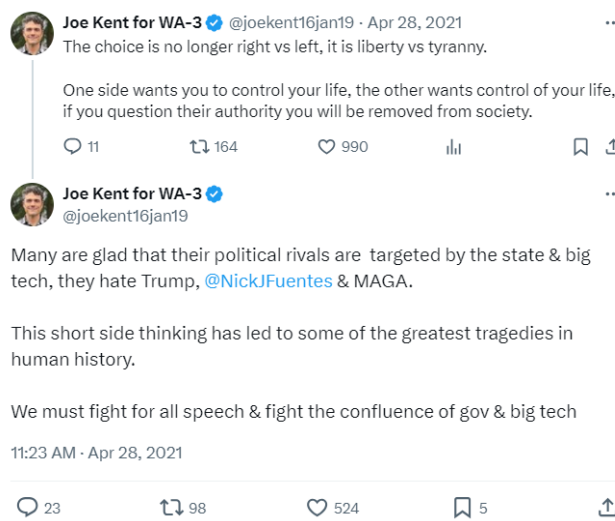 Joe Kent for WA-3 @joekent16jan19 · Apr 28, 2021
The choice is no longer right vs left, it is liberty vs tyranny.
One side wants you to control your life, the other wants control of your life,
if you question their authority you will be removed from society.
11 164 990
Joe Kent for WA-3
@joekent16jan19
Many are glad that their political rivals are targeted by the state & big
tech, they hate Trump, @NickJFuentes & MAGA.
This short side thinking has led to some of the greatest tragedies in
human history.
We must fight for all speech & fight the confluence of gov & big tech
11:23 AM · Apr 28, 2021
23 98 524 5